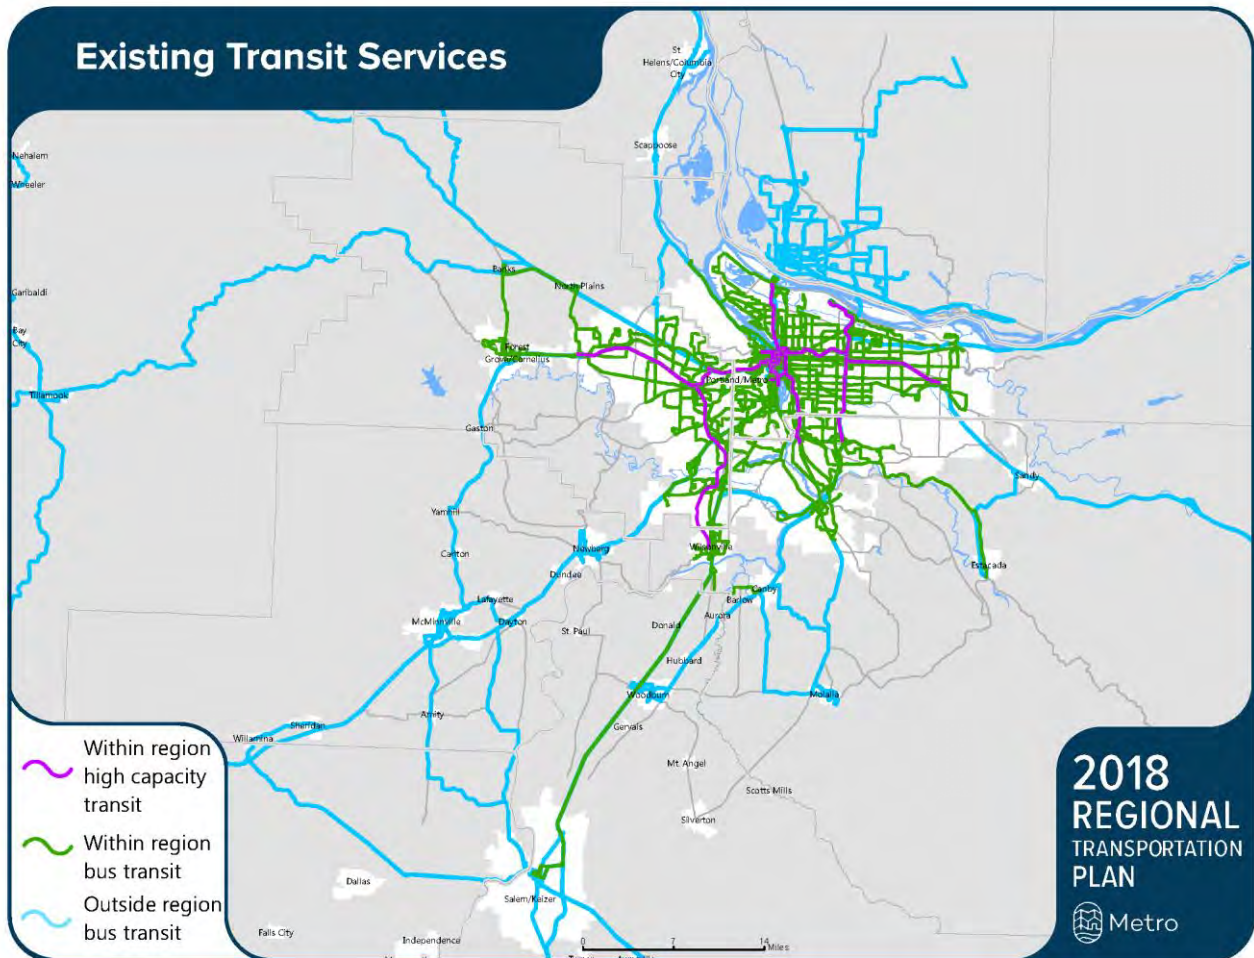 Existing Transit Services
St
Helens/Columbia
City
Scappoose
Nehalem
Wheeler
Banks
North Plains
Garibaldi
Bay
City
Forest
Grove/Cornelius
Portland/Metro
Tillamook
Gaston
Sandy
Yamhill
Carlton
Newberg
Wilsonville
Dundee
Estacada
Lafayette
Canby
Barlow
McMinnville
Dayton
St. Paul
Donald
Aurora
Hubbard
Woodburn
Molalla
Amity
Gervais
Sheridan
Willamina
Mt. Angel
Scotts Mills
Silverton
Dallas
Salem/Keizer
Falls City
Independence
0 7 14
Miles
Within region
high capacity
transit
Within region
bus transit
Outside region
bus transit
2018
REGIONAL
TRANSPORTATION
PLAN
Metro